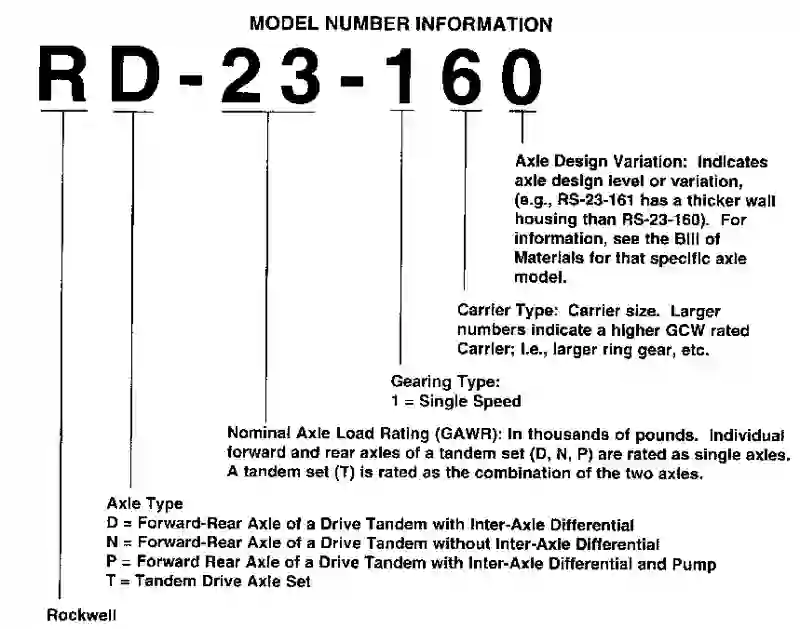 MODEL NUMBER INFORMATION
RD-23-160
Axle Design Variation: Indicates
axle design level or variation,
(e.g., RS-23-161 has a thicker wall
housing than RS-23-160). For
information, see the Bill of
Materials for that specific axle
model.
Carrier Type: Carrier size. Larger
numbers indicate a higher GCW rated
Carrier; i.e., larger ring gear, etc.
Gearing Type:
1 = Single Speed
Nominal Axle Load Rating (GAWR): In thousands of pounds. Individual
forward and rear axles of a tandem set (D, N, P) are rated as single axles.
A tandem set (T) is rated as the combination of the two axles.
Axle Type
D = Forward-Rear Axle of a Drive Tandem with Inter-Axle Differential
N = Forward-Rear Axle of a Drive Tandem without Inter-Axle Differential
P = Forward Rear Axle of a Drive Tandem with Inter-Axle Differential and Pump
T = Tandem Drive Axle Set
Rockwell